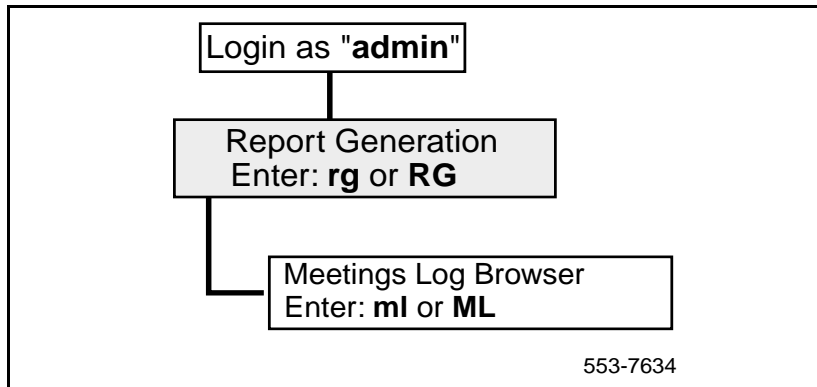 Login as "admin"
Report Generation
Enter: rg or RG
Meetings Log Browser
Enter: ml or ML
553-7634